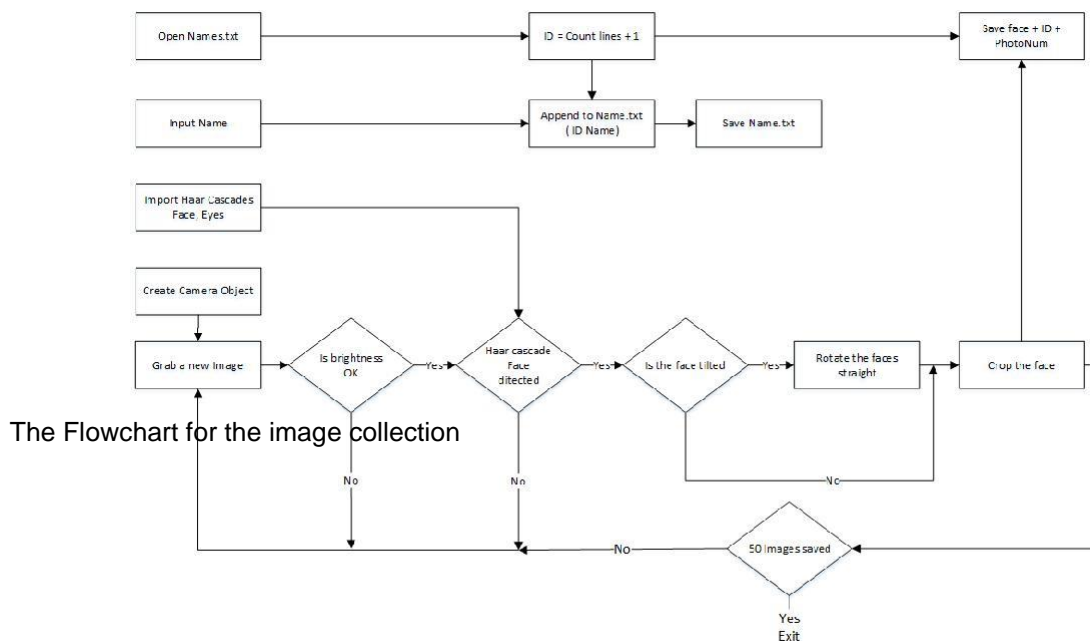 Open Names.txt
ID = Count lines + 1
Save face + ID +
PhotoNum
Input Name
Append to Name.txt
( ID Name)
Save Name.txt
Import Haar Cascades
Face, Eyes
Create Camera Object
Grab a new Image
Is brightness
OK
Yes
Haar cascade
Face
ditected
Yes
Is the face tilted
Yes
Rotate the faces
straight
Crop the face
The Flowchart for the image collection
No
No
No
No
50 Images saved
Yes
Exit